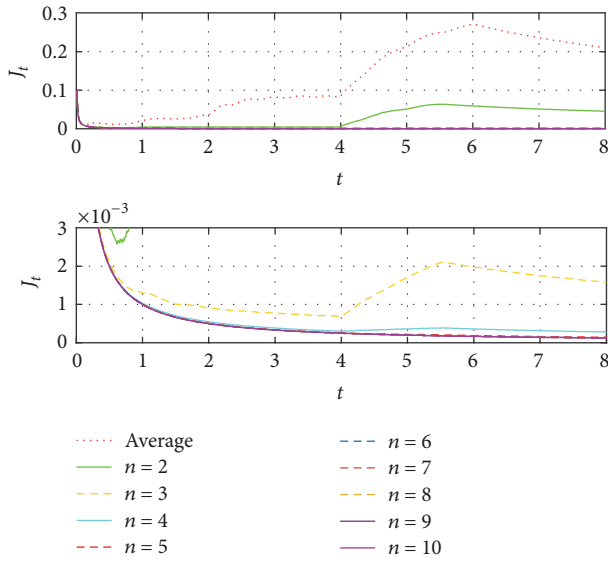 0.3
0.2
0.1
0
J_t
0 1 2 3 4 5 6 7 8
t
×10⁻³
3
2
1
0
J_t
0 1 2 3 4 5 6 7 8
t
Average
n = 2
n = 3
n = 4
n = 5
n = 6
n = 7
n = 8
n = 9
n = 10